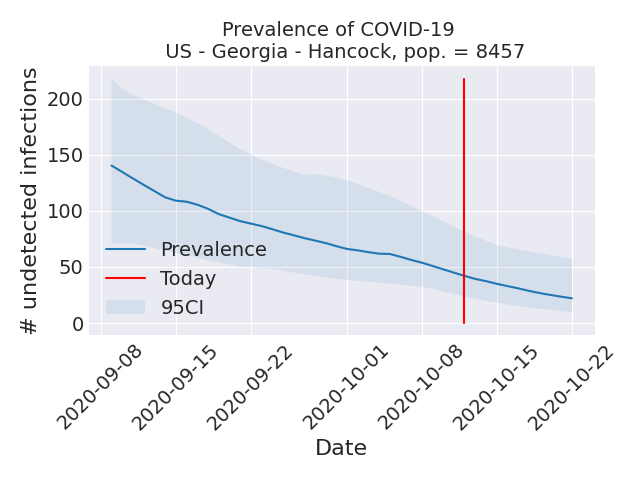 Prevalence of COVID-19
US - Georgia - Hancock, pop. = 8457
# undetected infections
200
150
100
50
0
Prevalence
Today
95CI
2020-09-08
2020-09-15
2020-09-22
2020-10-01
2020-10-08
2020-10-15
2020-10-22
Date